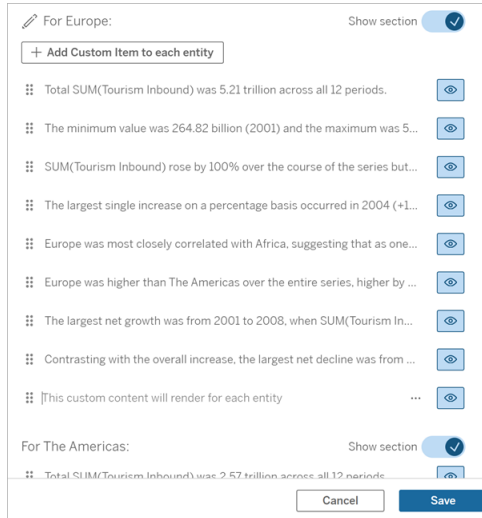 For Europe:
Show section
+ Add Custom Item to each entity
Total SUM(Tourism Inbound) was 5.21 trillion across all 12 periods.
The minimum value was 264.82 billion (2001) and the maximum was 5...
SUM(Tourism Inbound) rose by 100% over the course of the series but...
The largest single increase on a percentage basis occurred in 2004 (+1...
Europe was most closely correlated with Africa, suggesting that as one...
Europe was higher than The Americas over the entire series, higher by ...
The largest net growth was from 2001 to 2008, when SUM(Tourism In...
Contrasting with the overall increase, the largest net decline was from ...
This custom content will render for each entity
...
For The Americas:
Show section
Total SUM(Tourism Inbound) was 2.57 trillion across all 12 periods
Cancel
Save